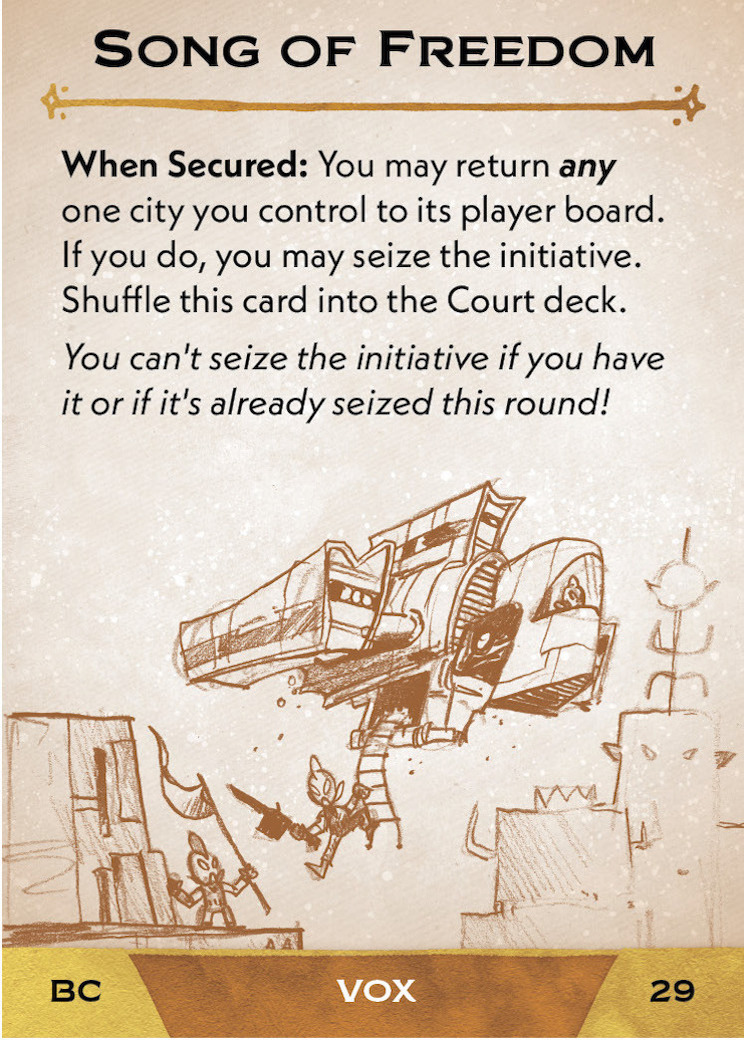 SONG OF FREEDOM
When Secured: You may return any
one city you control to its player board.
If you do, you may seize the initiative.
Shuffle this card into the Court deck.
You can't seize the initiative if you have
it or if it's already seized this round!
BC
VOX
29